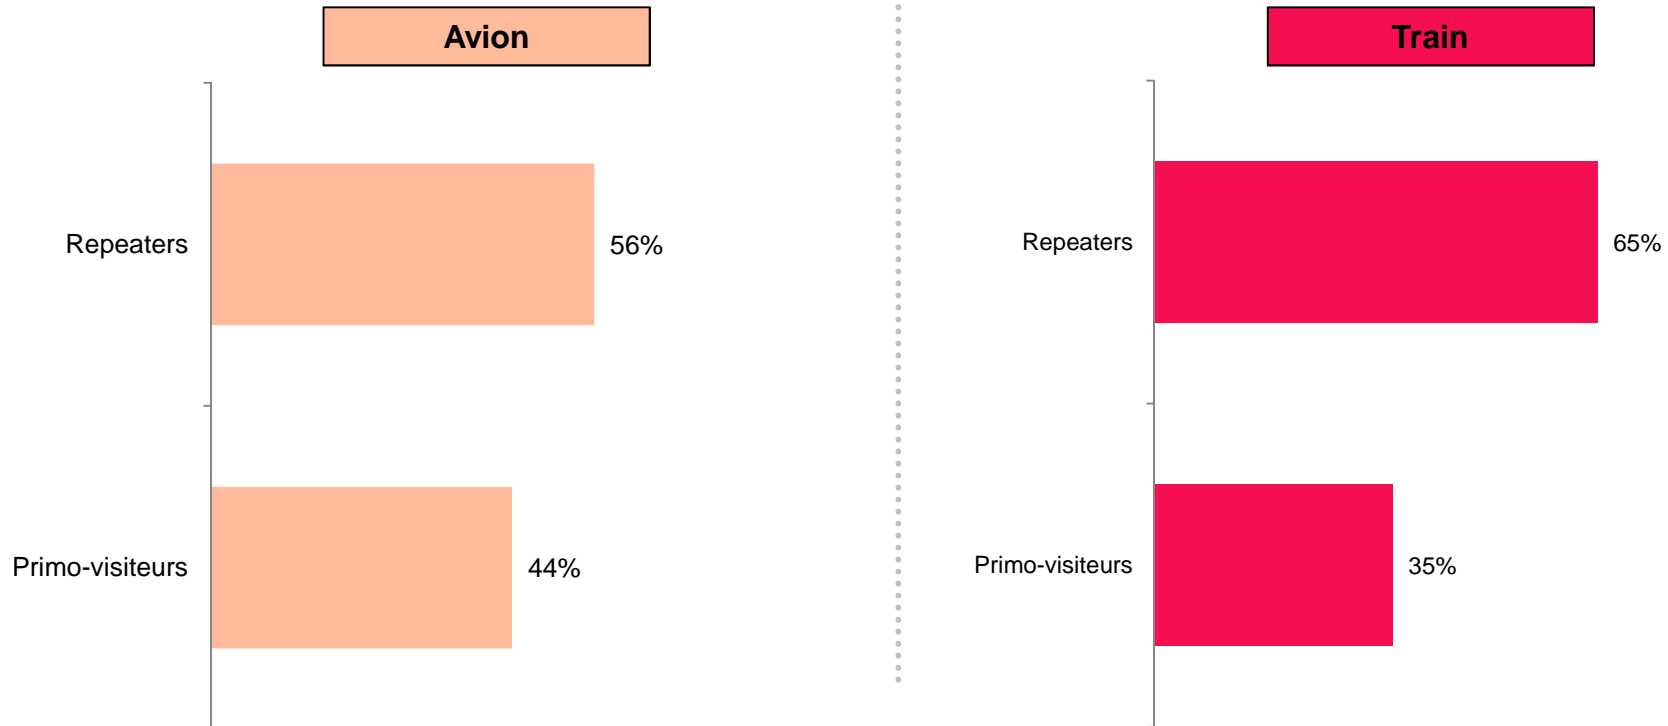 Avion
Repeaters
56%
Primo-visiteurs
44%
Train
Repeaters
65%
Primo-visiteurs
35%